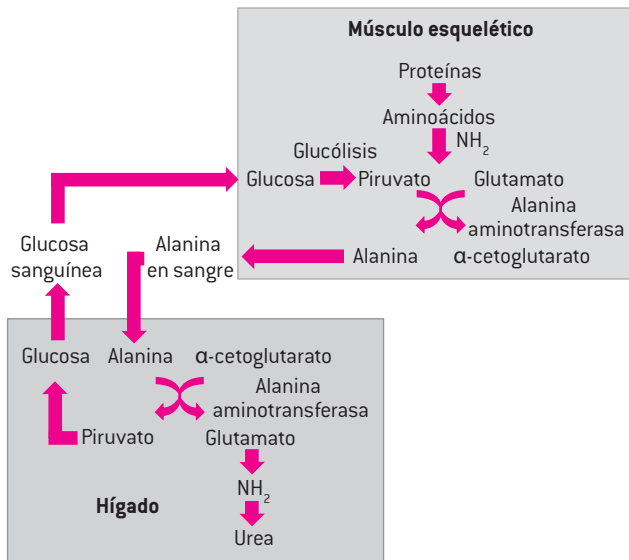 Músculo esquelético
Proteínas
Aminoácidos
NH₂
Glucólisis
Glucosa
Piruvato
Glutamato
Alanina
aminotransferasa
Alanina
α-cetoglutarato
Glucosa
sanguínea
Alanina
en sangre
Glucosa
Alanina
α-cetoglutarato
Alanina
aminotransferasa
Piruvato
Glutamato
NH₂
Urea
Hígado